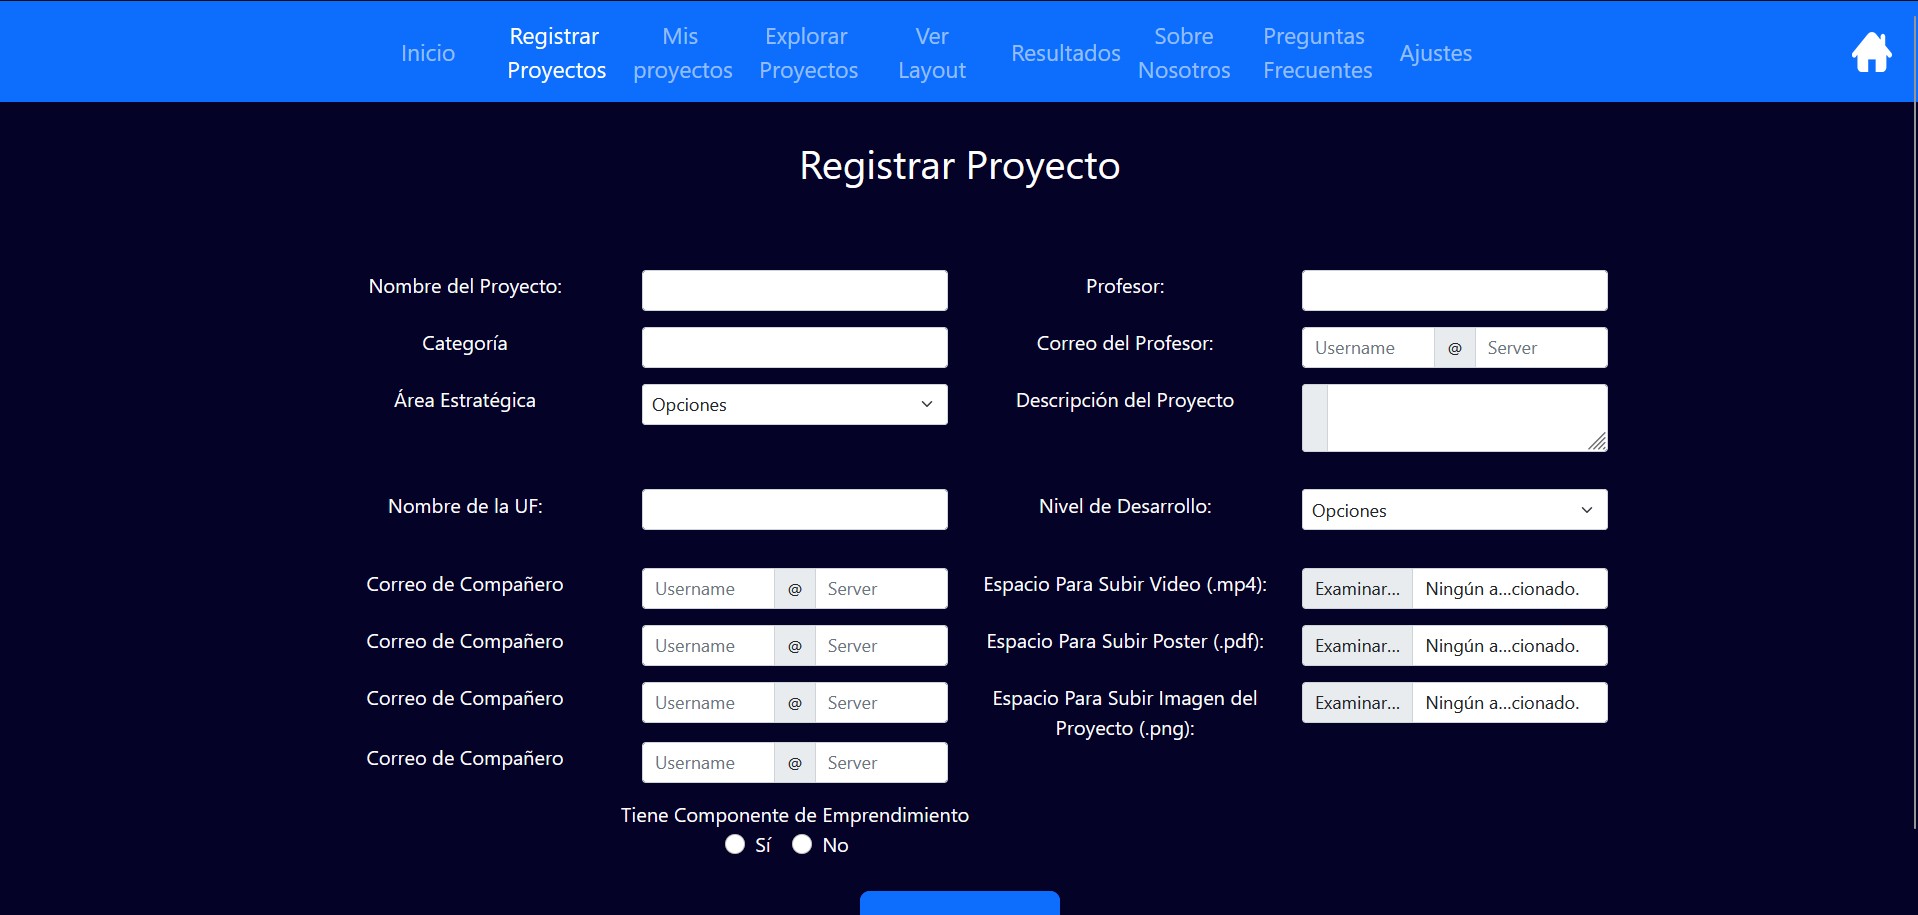 Inicio
Registrar
Proyectos
Mis
proyectos
Explorar
Proyectos
Ver
Layout
Resultados
Sobre
Nosotros
Preguntas
Frecuentes
Ajustes
Registrar Proyecto
Nombre del Proyecto:
Profesor:
Categoría
Correo del Profesor:
Username @ Server
Área Estratégica
Opciones
Descripción del Proyecto
Nombre de la UF:
Nivel de Desarrollo:
Opciones
Correo de Compañero
Username @ Server
Espacio Para Subir Video (.mp4):
Examinar... Ningún a...cionado.
Correo de Compañero
Username @ Server
Espacio Para Subir Poster (.pdf):
Examinar... Ningún a...cionado.
Correo de Compañero
Username @ Server
Espacio Para Subir Imagen del
Proyecto (.png):
Examinar... Ningún a...cionado.
Correo de Compañero
Username @ Server
Tiene Componente de Emprendimiento
Sí No